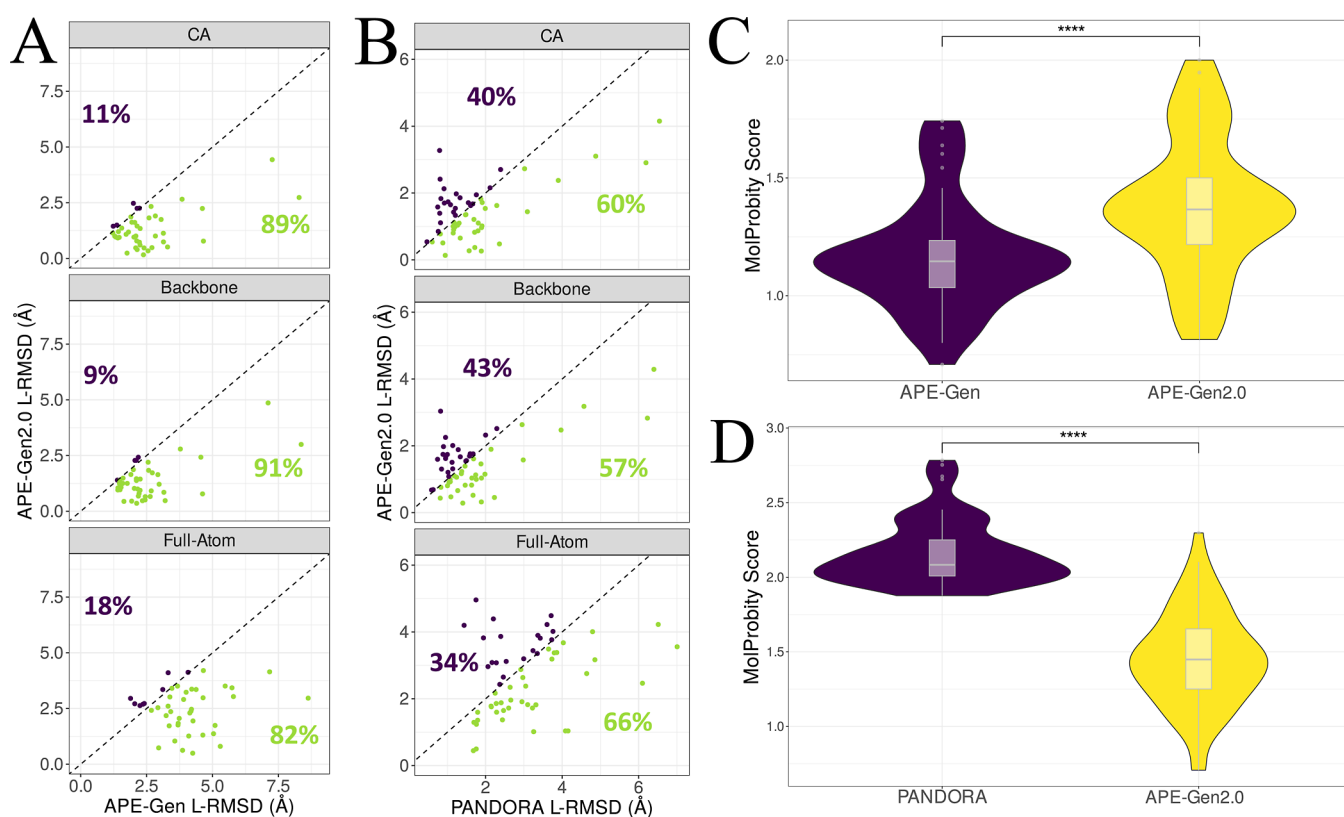 A
CA
7.5
5.0
2.5
0.0
11%
89%
Backbone
7.5
5.0
2.5
0.0
9%
91%
Full-Atom
7.5
5.0
2.5
0.0
18%
82%
0.0 2.5 5.0 7.5
APE-Gen L-RMSD (Å)
APE-Gen2.0 L-RMSD (Å)
B
CA
6
4
2
0
40%
60%
Backbone
6
4
2
0
43%
57%
Full-Atom
6
4
2
0
34%
66%
2 4 6
PANDORA L-RMSD (Å)
APE-Gen2.0 L-RMSD (Å)
C
****
2.0
1.5
1.0
MolProbity Score
APE-Gen APE-Gen2.0
D
****
3.0
2.5
2.0
1.5
1.0
MolProbity Score
PANDORA APE-Gen2.0